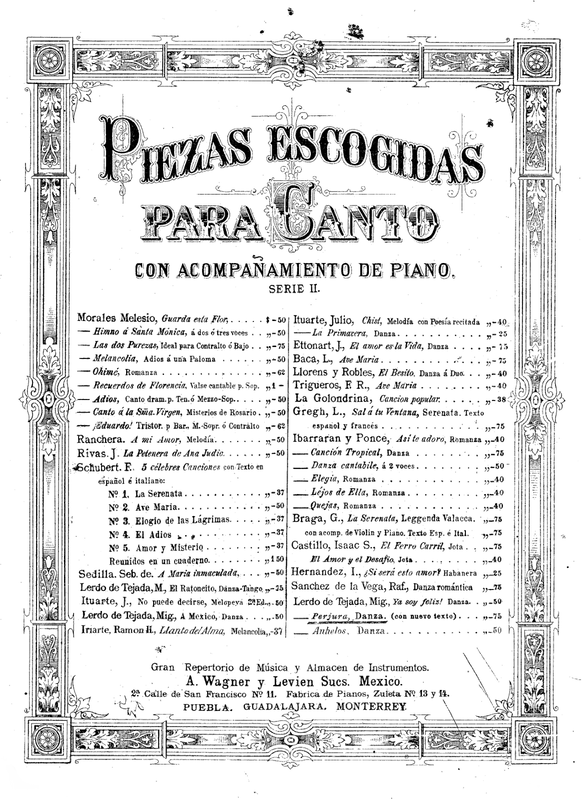 PIEZAS ESCOGIDAS
PARA CANTO
CON ACOMPAÑAMIENTO DE PIANO.
SERIE II.
Morales Melesio, Guarda esta Flor, $-50
— Himno á Santa Mónica, á dos ó tres voces . . „-50
— Las dos Purezas, Ideal para Contralto ó Bajo . . „-75
— Melancolia, Adios á una Paloma . . „-50
— Ohimé, Romanza . . „-62
— Recuerdos de Florencia, Valse cantable p. Sop. „1-
— Adios, Canto dram. p. Ten. ó Mezzo-Sop. . „-50
— Canto á la Sma. Virgen, Misterios de Rosario . „-50
— ¡Eduardo! Tristor. p Bar. M.-Sopr. ó Contralto „-62
Ranchera. A mi Amor, Melodía . . „-50
Rivas. J. La Petenera de Ana Judic. . . „-50
Schubert. F. 5 célebres Canciones con Texto en
español é italiano:
Nº 1. La Serenata . . „-37
Nº 2. Ave Maria . . „-50
Nº 3. Elogio de las Lágrimas . . „-37
Nº 4. El Adios . . „-37
Nº 5. Amor y Misterio . . „-37
Reunidos en un cuaderno. . . „1 50
Sedilla. Seb. de. A Maria inmaculada, . . „-50
Lerdo de Tejada, M., El Ratoncito, Danza-Tango „-25
Ituarte, J., No puede decirse, Melopeya 2ª Ed. „-50
Lerdo de Tejada, Mig., A Mexico, Danza . . „-50
Iriarte, Ramon H., Llanto del Alma, Melancolia „-37
Ituarte, Julio, Chist, Melodía con Poesía recitada „-40
— La Primavera, Danza . . „-25
Ettonart, J., El amor es la Vida, Danza . . „-75
Baca, L., Ave Maria . . „-75
Llorens y Robles, El Besito, Danza á Duo. . . „-40
Trigueros, F. R., Ave Maria . . „-40
La Golondrina, Cancion popular. . . „-38
Gregh, L., Sal á tu Ventana, Serenata. Texto
español y francés . . „-75
Ibarraran y Ponce, Asi te adoro, Romanza „-40
— Canción Tropical, Danza . . „-75
— Danza cantabile, á 2 voces . . „-50
— Elegia, Romanza . . „-40
— Léjos de Ella, Romanza . . „-40
— Quejas, Romanza . . „-40
Braga, G., La Serenata, Leggenda Valacca. „-75
con acomp. de Violin y Piano. Texto Esp. é Ital. „-75
Castillo, Isaac S., El Ferro Carril, Jota . . „-75
El Amor y el Desafio, Jota . . „-40
Hernandez, I., ¿Si será esto amor? Habanera „-25
Sanchez de la Vega, Raf., Danza romántica „-75
Lerdo de Tejada, Mig., Ya soy feliz! Danza. . „-50
— Perjura, Danza. (con nuevo texto) . . „-75
— Anhelos. Danza . . „-50
Gran Repertorio de Música y Almacen de Instrumentos.
A. Wagner y Levien Sucs. Mexico.
2ª Calle de San Francisco Nº 11. Fabrica de Pianos, Zuleta Nº 13 y 14.
PUEBLA. GUADALAJARA. MONTERREY.